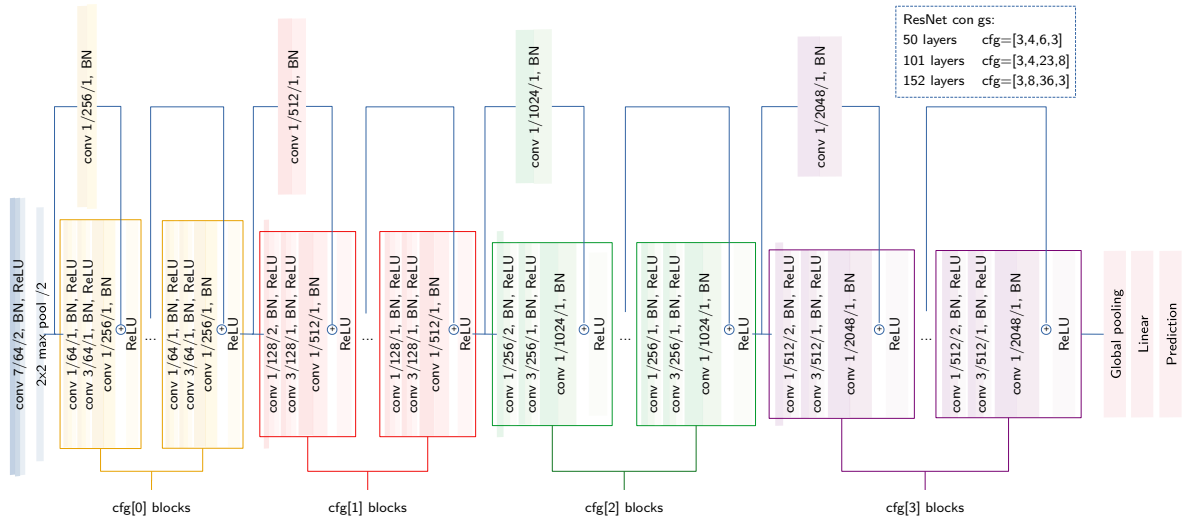 conv 1/256/1, BN
conv 1/512/1, BN
conv 1/1024/1, BN
conv 1/2048/1, BN
ResNet con gs:
50 layers cfg=[3,4,6,3]
101 layers cfg=[3,4,23,8]
152 layers cfg=[3,8,36,3]
conv 7/64/2, BN, ReLU
2x2 max pool /2
conv 1/64/1, BN, ReLU
conv 3/64/1, BN, ReLU
conv 1/256/1, BN
+
ReLU
...
conv 1/64/1, BN, ReLU
conv 3/64/1, BN, ReLU
conv 1/256/1, BN
+
ReLU
conv 1/128/2, BN, ReLU
conv 3/128/1, BN, ReLU
conv 1/512/1, BN
+
ReLU
...
conv 1/128/1, BN, ReLU
conv 3/128/1, BN, ReLU
conv 1/512/1, BN
+
ReLU
conv 1/256/2, BN, ReLU
conv 3/256/1, BN, ReLU
conv 1/1024/1, BN
+
ReLU
...
conv 1/256/1, BN, ReLU
conv 3/256/1, BN, ReLU
conv 1/1024/1, BN
+
ReLU
conv 1/512/2, BN, ReLU
conv 3/512/1, BN, ReLU
conv 1/2048/1, BN
+
ReLU
...
conv 1/512/2, BN, ReLU
conv 3/512/1, BN, ReLU
conv 1/2048/1, BN
+
ReLU
Global pooling
Linear
Prediction
cfg[0] blocks
cfg[1] blocks
cfg[2] blocks
cfg[3] blocks